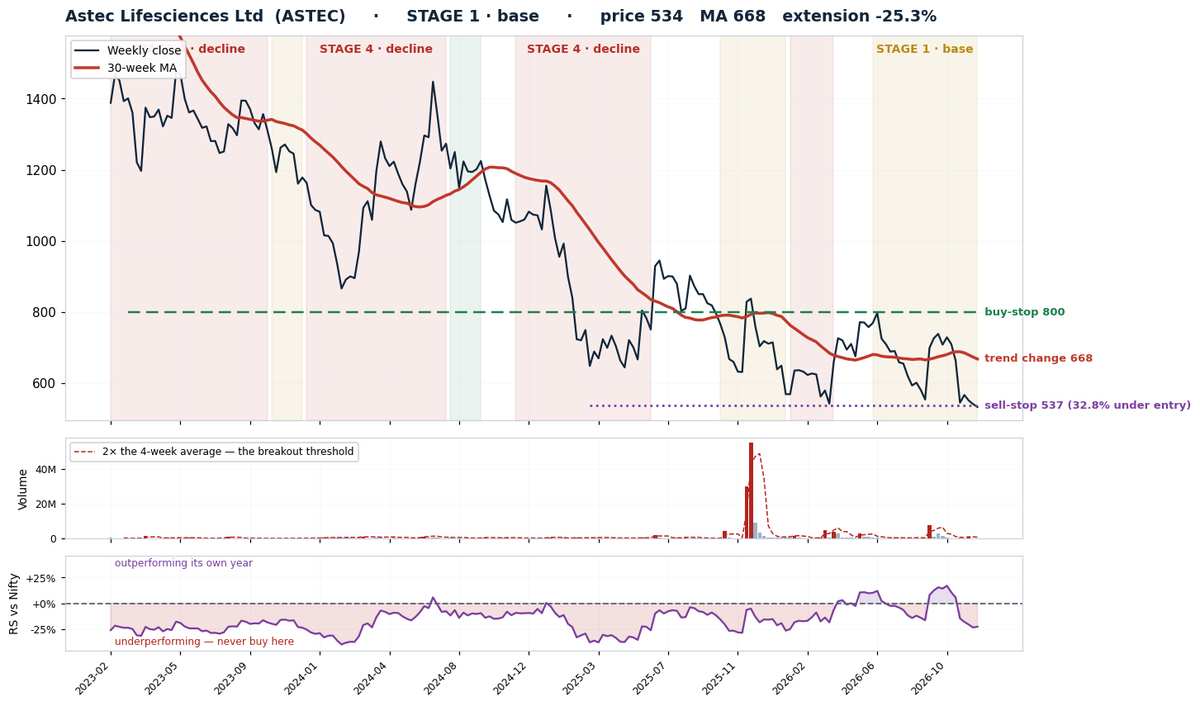 Astec Lifesciences Ltd (ASTEC) · STAGE 1 · base · price 534 MA 668 extension -25.3%
Weekly close
30-week MA
· decline
STAGE 4 · decline
STAGE 4 · decline
STAGE 1 · base
1400
1200
1000
800
600
buy-stop 800
trend change 668
sell-stop 537 (32.8% under entry)
Volume
40M
20M
0
2× the 4-week average — the breakout threshold
RS vs Nifty
+25%
+0%
-25%
outperforming its own year
underperforming — never buy here
2023-02
2023-05
2023-09
2024-01
2024-04
2024-08
2024-12
2025-03
2025-07
2025-11
2026-02
2026-06
2026-10